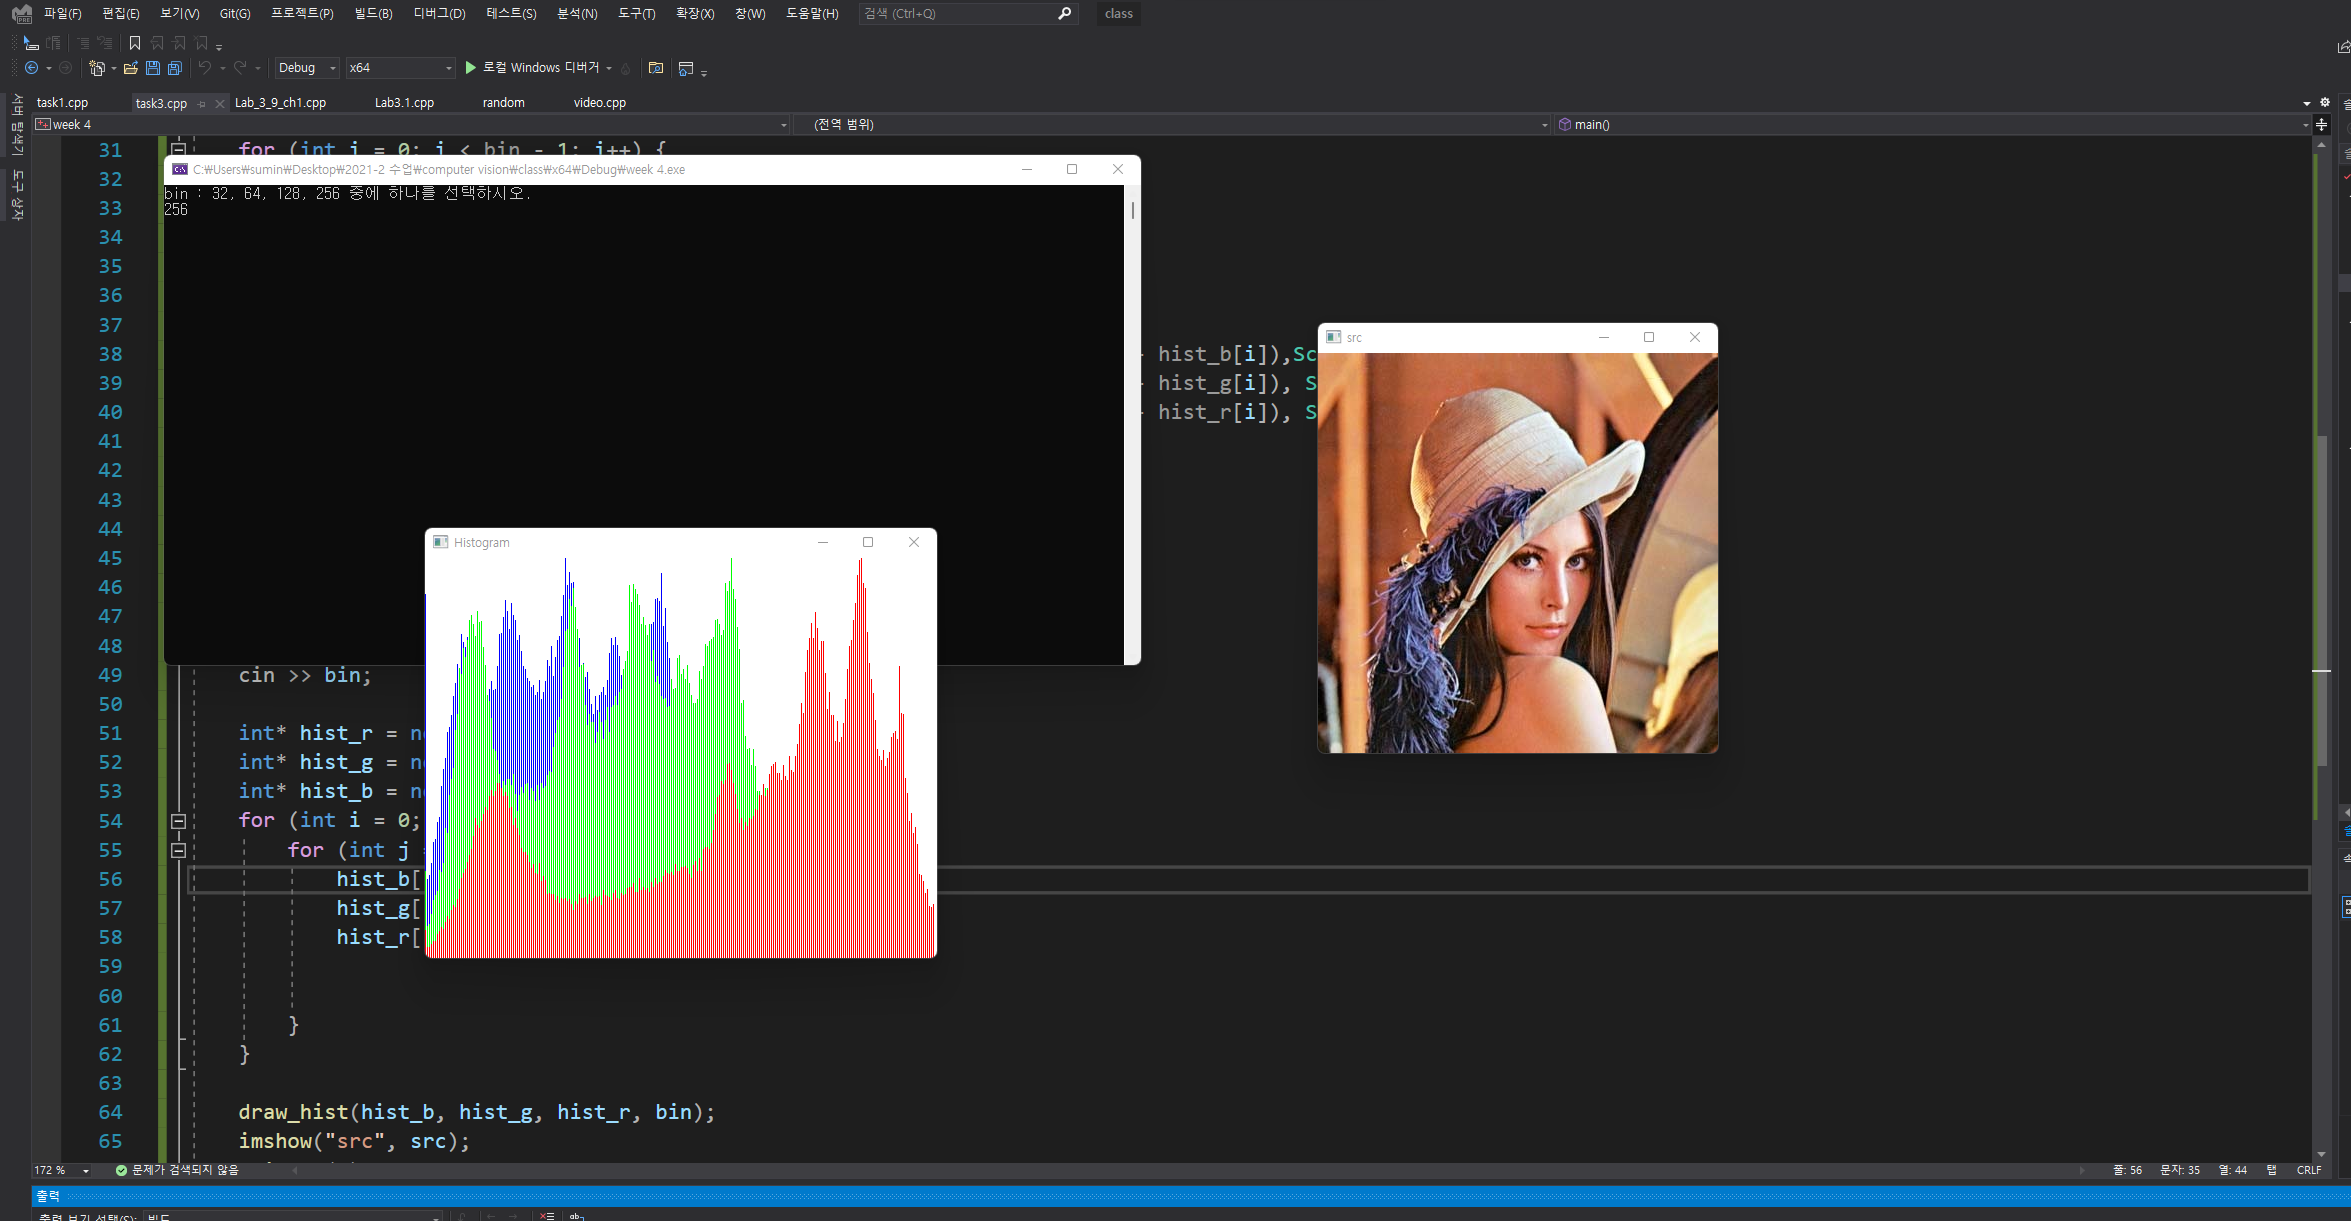 파일(F) 편집(E) 보기(V) Git(G) 프로젝트(P) 빌드(B) 디버그(D) 테스트(S) 분석(N) 도구(T) 확장(X) 창(W) 도움말(H) 검색 (Ctrl+Q) class
Debug x64 로컬 Windows 디버거
서버 탐색기
도구 상자
task1.cpp task3.cpp Lab_3_9_ch1.cpp Lab3.1.cpp random video.cpp
week 4 (전역 범위) main()
31 for (int i = 0; i < bin - 1; i++) {
C:₩Users₩sumin₩Desktop₩2021-2 수업₩computer vision₩class₩x64₩Debug₩week 4.exe
32
bin : 32, 64, 128, 256 중에 하나를 선택하시오.
33
256
34
35
36
37
src
38 hist_b[i]),Sc
39 hist_g[i]), S
40 hist_r[i]), S
41
42
43
44
Histogram
45
46
47
48
49 cin >> bin;
50
51 int* hist_r =
52 int* hist_g =
53 int* hist_b =
54 for (int i = 0;
55 for (int j
56 hist_b[
57 hist_g[
58 hist_r[
59
60
61 }
62 }
63
64 draw_hist(hist_b, hist_g, hist_r, bin);
65 imshow("src", src);
172 % 문제가 검색되지 않음 줄: 56 문자: 35 열: 44 탭 CRLF
출력
출력 보기 선택(S): 빌드